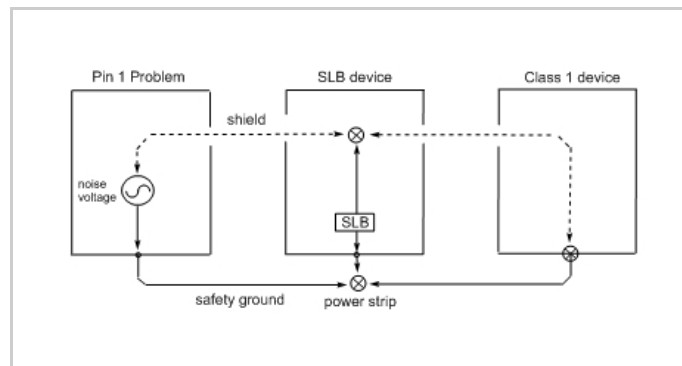 Pin 1 Problem
SLB device
Class 1 device
shield
noise
voltage
SLB
safety ground
power strip